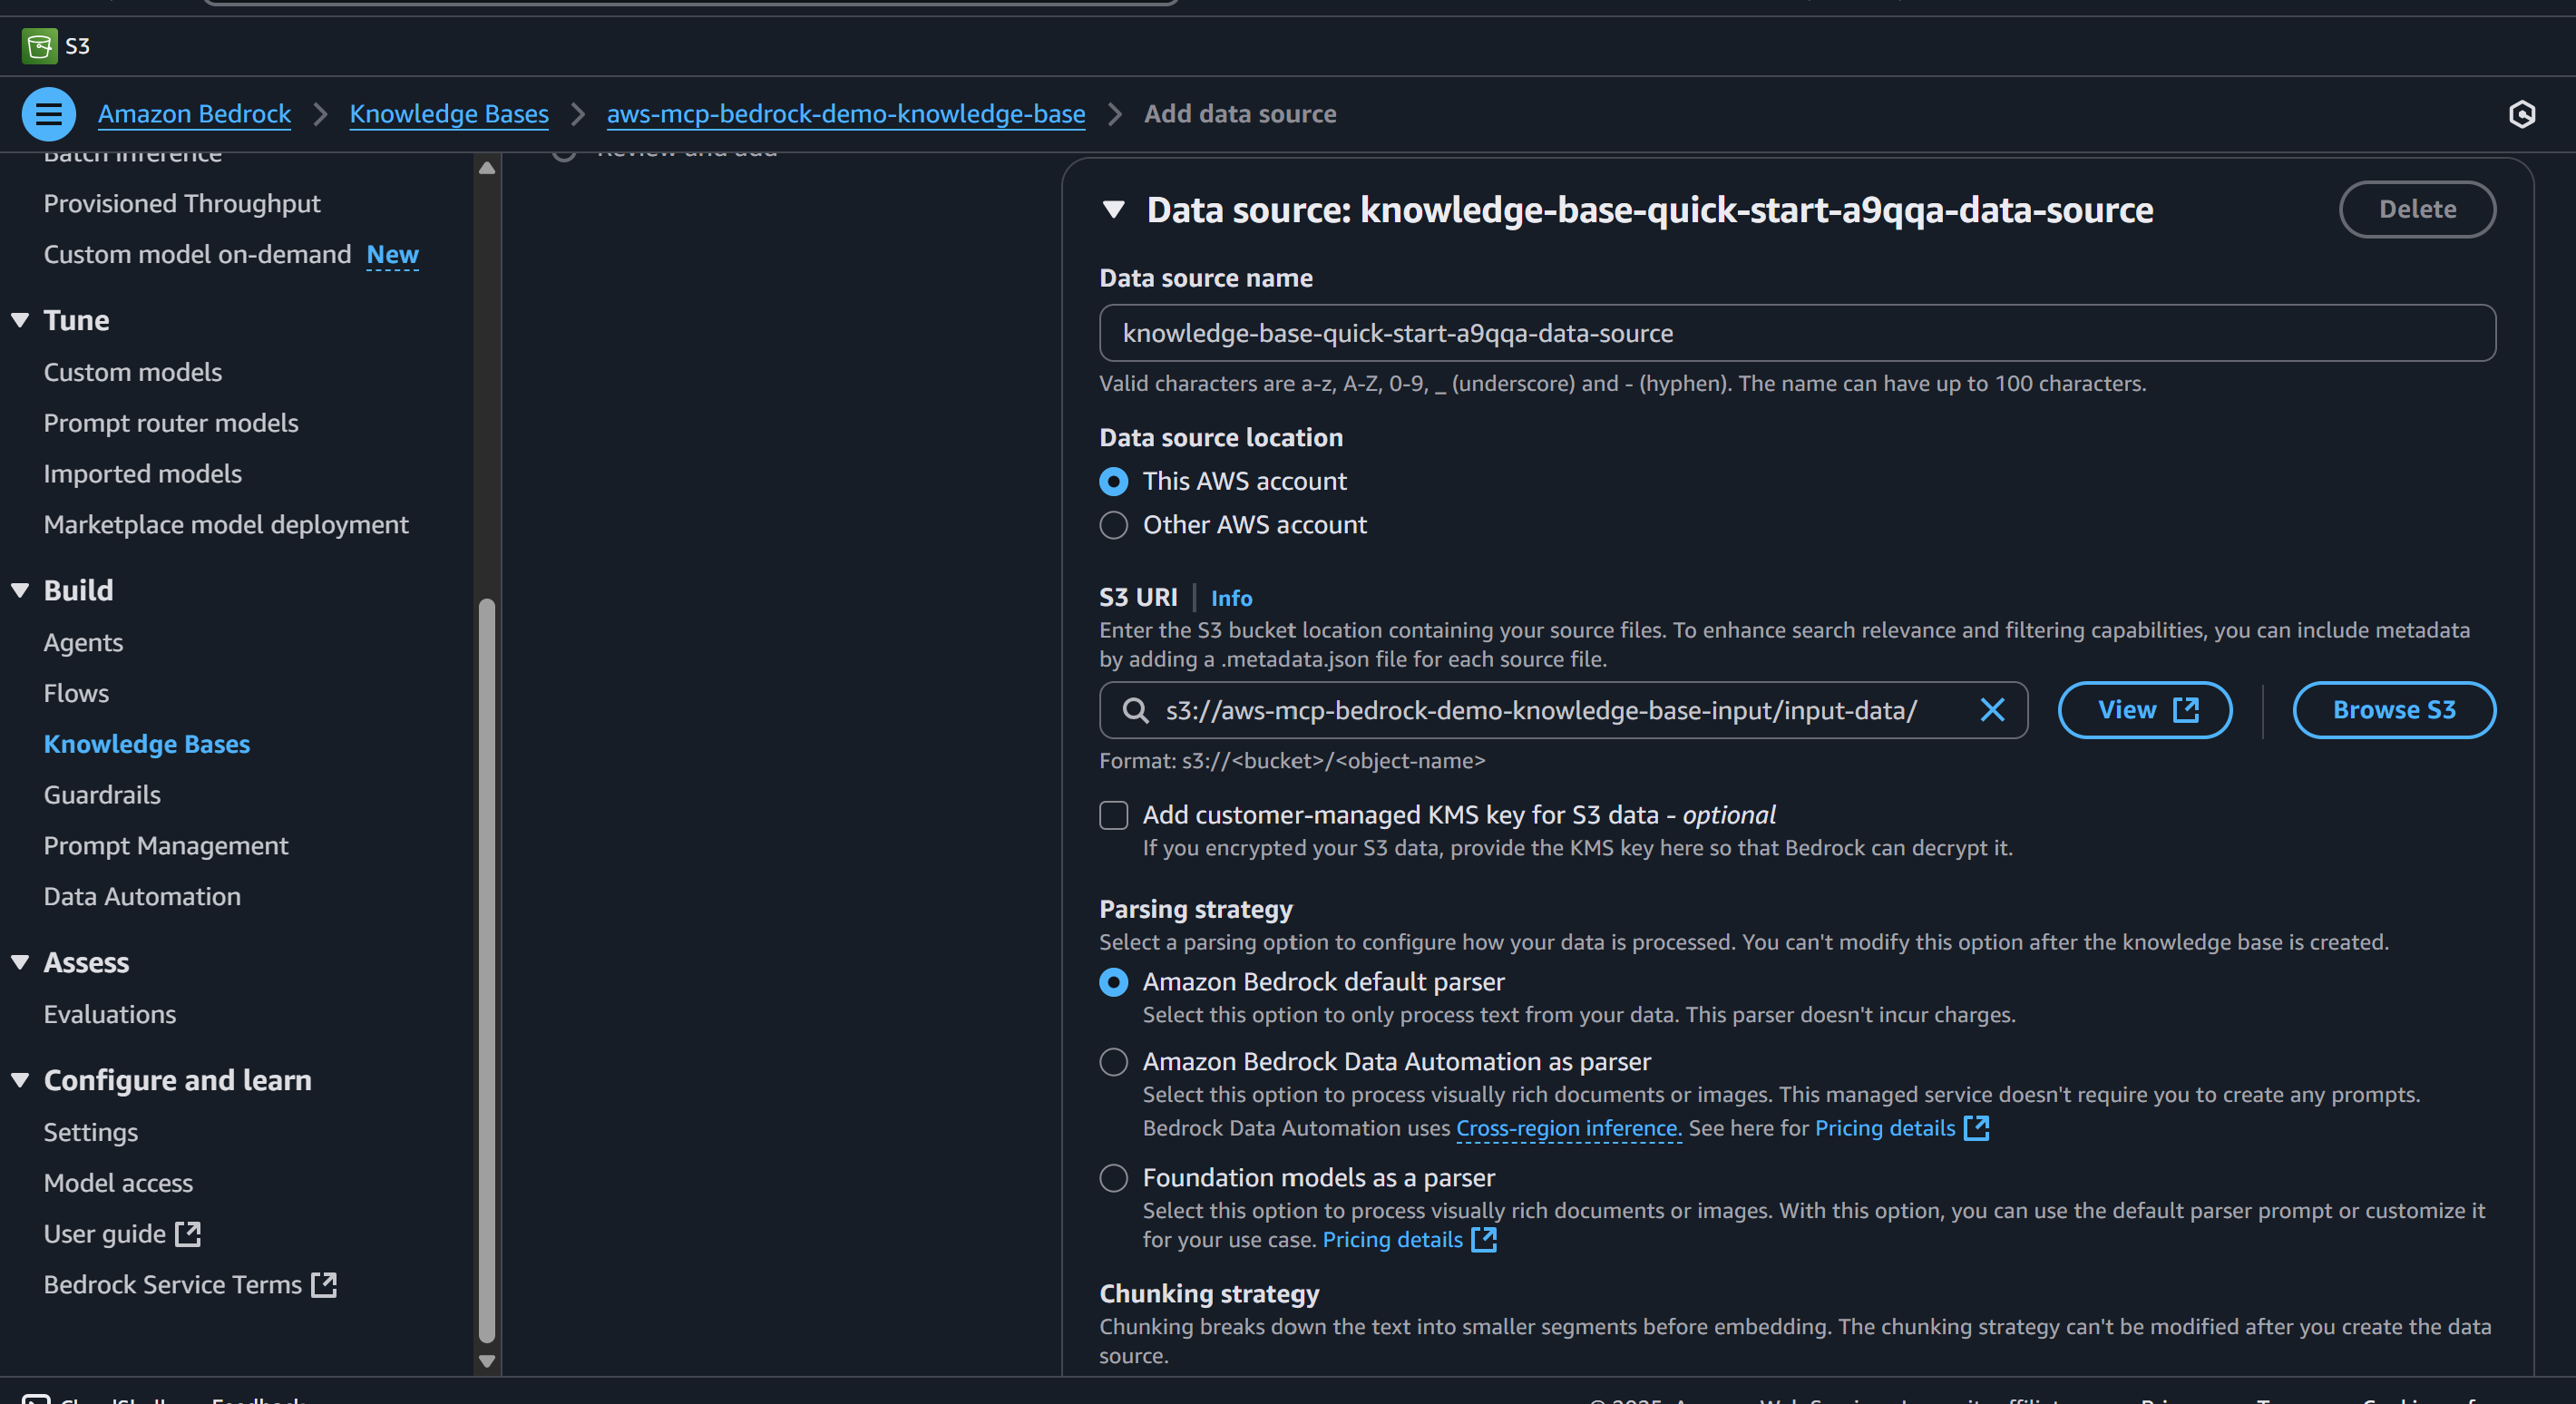 S3
Amazon Bedrock
Knowledge Bases
aws-mcp-bedrock-demo-knowledge-base
Add data source
Batch inference
Provisioned Throughput
Custom model on-demand New
Tune
Custom models
Prompt router models
Imported models
Marketplace model deployment
Build
Agents
Flows
Knowledge Bases
Guardrails
Prompt Management
Data Automation
Assess
Evaluations
Configure and learn
Settings
Model access
User guide
Bedrock Service Terms
Review and add
Data source: knowledge-base-quick-start-a9qqa-data-source
Delete
Data source name
knowledge-base-quick-start-a9qqa-data-source
Valid characters are a-z, A-Z, 0-9, _ (underscore) and - (hyphen). The name can have up to 100 characters.
Data source location
This AWS account
Other AWS account
S3 URI | Info
Enter the S3 bucket location containing your source files. To enhance search relevance and filtering capabilities, you can include metadata
by adding a .metadata.json file for each source file.
s3://aws-mcp-bedrock-demo-knowledge-base-input/input-data/
View
Browse S3
Format: s3://<bucket>/<object-name>
Add customer-managed KMS key for S3 data - optional
If you encrypted your S3 data, provide the KMS key here so that Bedrock can decrypt it.
Parsing strategy
Select a parsing option to configure how your data is processed. You can't modify this option after the knowledge base is created.
Amazon Bedrock default parser
Select this option to only process text from your data. This parser doesn't incur charges.
Amazon Bedrock Data Automation as parser
Select this option to process visually rich documents or images. This managed service doesn't require you to create any prompts.
Bedrock Data Automation uses Cross-region inference. See here for Pricing details
Foundation models as a parser
Select this option to process visually rich documents or images. With this option, you can use the default parser prompt or customize it
for your use case. Pricing details
Chunking strategy
Chunking breaks down the text into smaller segments before embedding. The chunking strategy can't be modified after you create the data
source.
CloudShell
Feedback